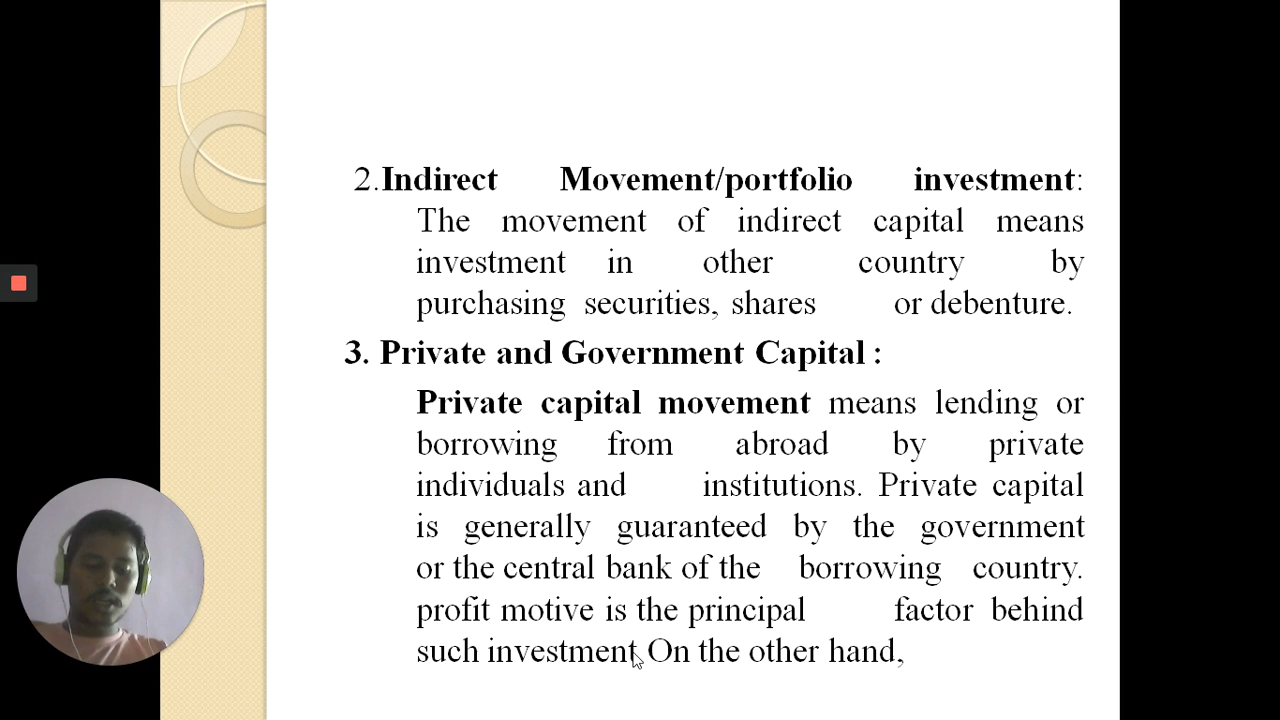 2.Indirect Movement/portfolio investment:
The movement of indirect capital means
investment in other country by
purchasing securities, shares or debenture.
3. Private and Government Capital :
Private capital movement means lending or
borrowing from abroad by private
individuals and institutions. Private capital
is generally guaranteed by the government
or the central bank of the borrowing country.
profit motive is the principal factor behind
such investment.On the other hand,